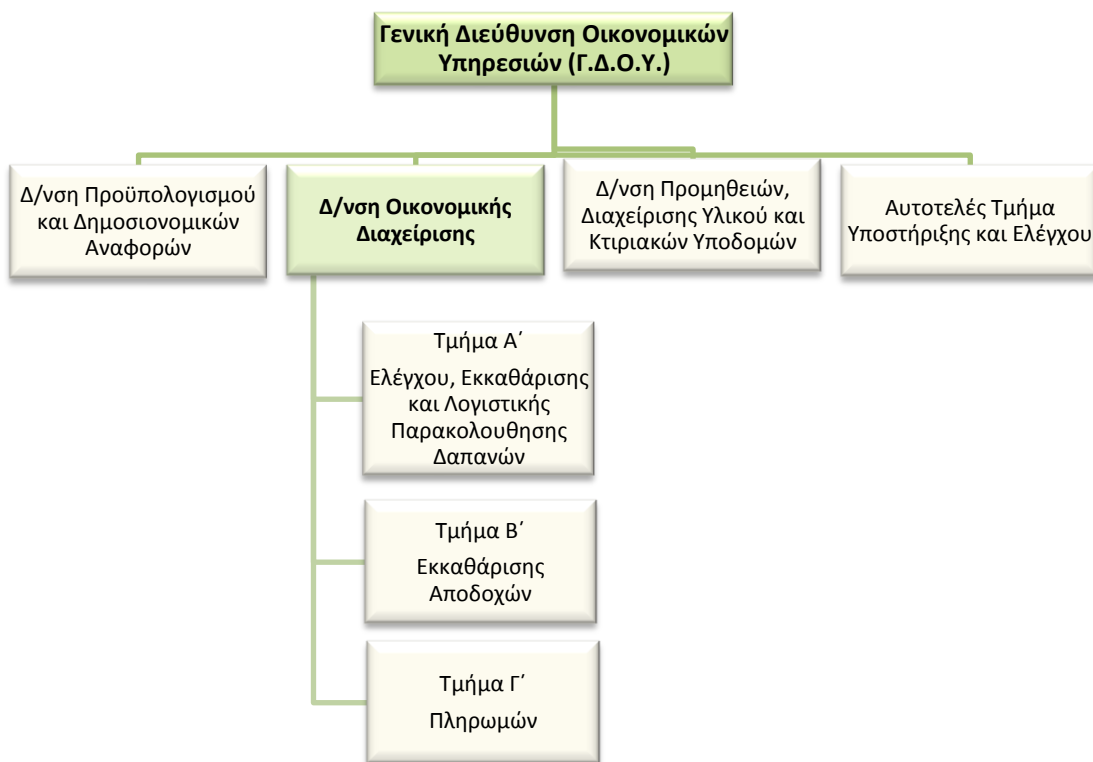 Γενική Διεύθυνση Οικονομικών
Υπηρεσιών (Γ.Δ.Ο.Υ.)
Δ/νση Προϋπολογισμού
και Δημοσιονομικών
Αναφορών
Δ/νση Οικονομικής
Διαχείρισης
Δ/νση Προμηθειών,
Διαχείρισης Υλικού και
Κτιριακών Υποδομών
Αυτοτελές Τμήμα
Υποστήριξης και Ελέγχου
Τμήμα Α΄
Ελέγχου, Εκκαθάρισης
και Λογιστικής
Παρακολουθησης
Δαπανών
Τμήμα Β΄
Εκκαθάρισης
Αποδοχών
Τμήμα Γ΄
Πληρωμών